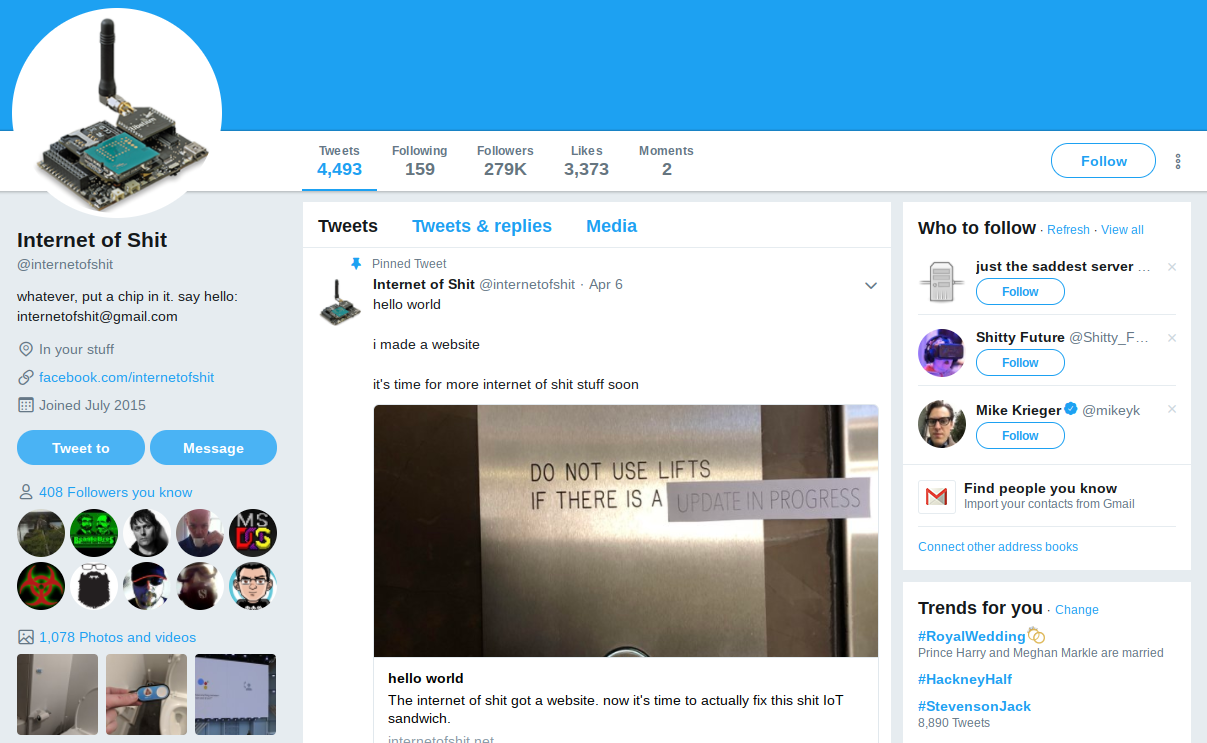 Tweets
4,493
Following
159
Followers
279K
Likes
3,373
Moments
2
Follow
Internet of Shit
@internetofshit
whatever, put a chip in it. say hello:
internetofshit@gmail.com
In your stuff
facebook.com/internetofshit
Joined July 2015
Tweet to
Message
408 Followers you know
MS
DOS
1,078 Photos and videos
Tweets Tweets & replies Media
Pinned Tweet
Internet of Shit @internetofshit · Apr 6
hello world
i made a website
it's time for more internet of shit stuff soon
DO NOT USE LIFTS
IF THERE IS A UPDATE IN PROGRESS
hello world
The internet of shit got a website. now it's time to actually fix this shit IoT
sandwich.
internetofshit.net
Who to follow · Refresh · View all
just the saddest server …
Follow
Shitty Future @Shitty_F…
Follow
Mike Krieger @mikeyk
Follow
Find people you know
Import your contacts from Gmail
Connect other address books
Trends for you · Change
#RoyalWedding
Prince Harry and Meghan Markle are married
#HackneyHalf
#StevensonJack
8,890 Tweets